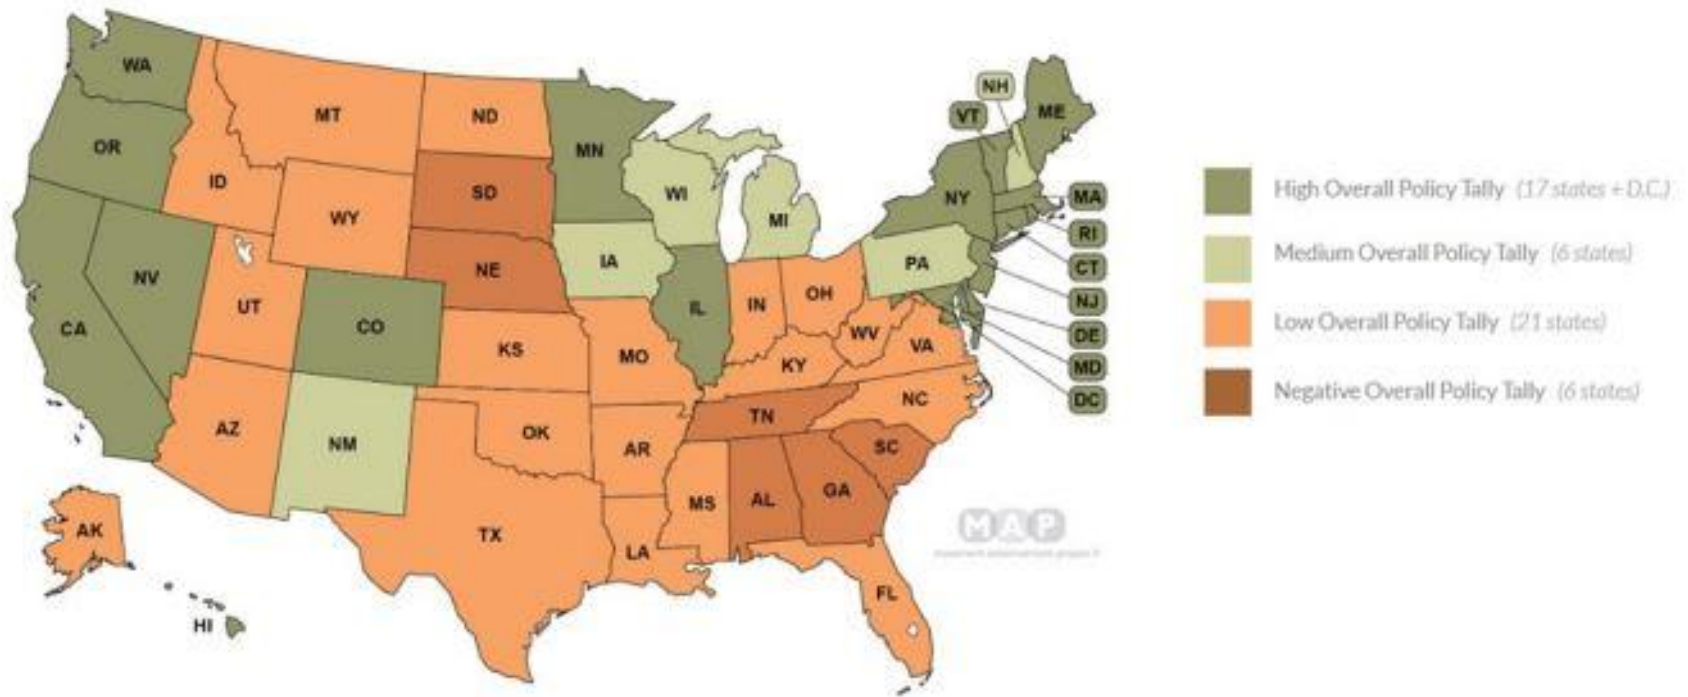 WA
OR
CA
NV
ID
MT
WY
UT
AZ
CO
NM
ND
SD
NE
KS
OK
TX
MN
IA
MO
AR
LA
WI
IL
MI
IN
OH
KY
TN
MS
AL
GA
FL
SC
NC
VA
WV
PA
NY
VT
NH
ME
MA
RI
CT
NJ
DE
MD
DC
AK
HI
MAP
High Overall Policy Tally (17 states + D.C.)
Medium Overall Policy Tally (6 states)
Low Overall Policy Tally (21 states)
Negative Overall Policy Tally (6 states)